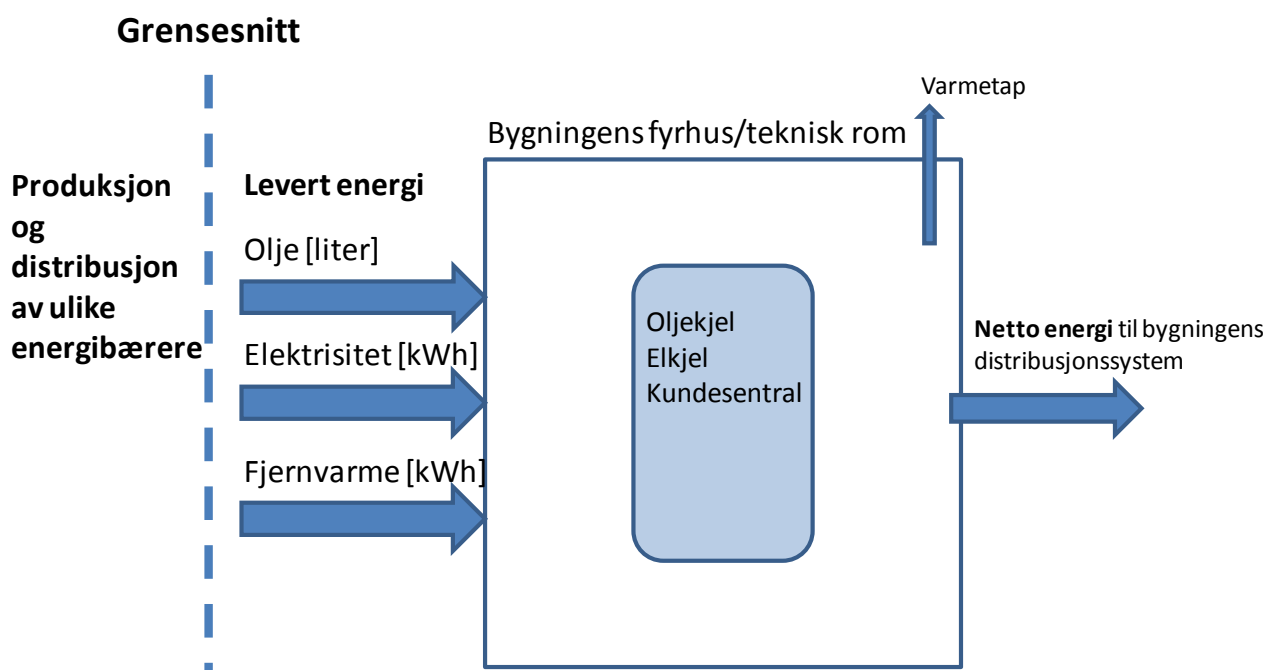 Grensesnitt
Varmetap
Bygningens fyrhus/teknisk rom
Produksjon
og
distribusjon
av ulike
energibærere
Levert energi
Olje [liter]
Elektrisitet [kWh]
Fjernvarme [kWh]
Oljekjel
Elkjel
Kundesentral
Netto energi til bygningens
distribusjonssystem